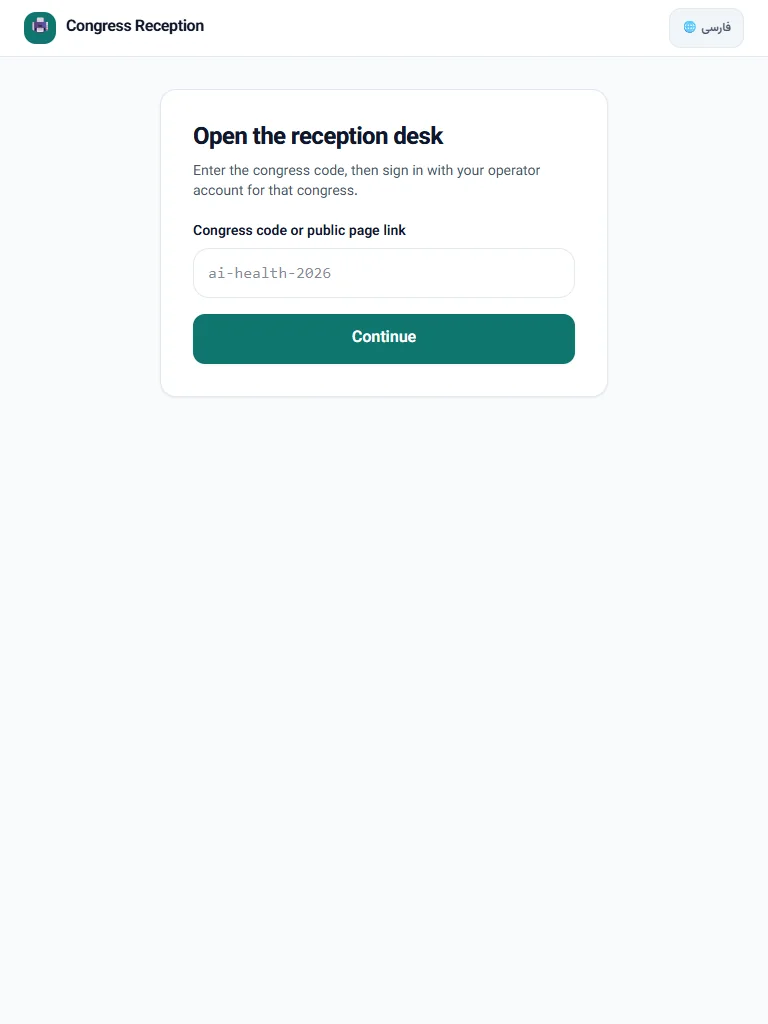 Congress Reception
فارسی
Open the reception desk
Enter the congress code, then sign in with your operator
account for that congress.
Congress code or public page link
ai-health-2026
Continue